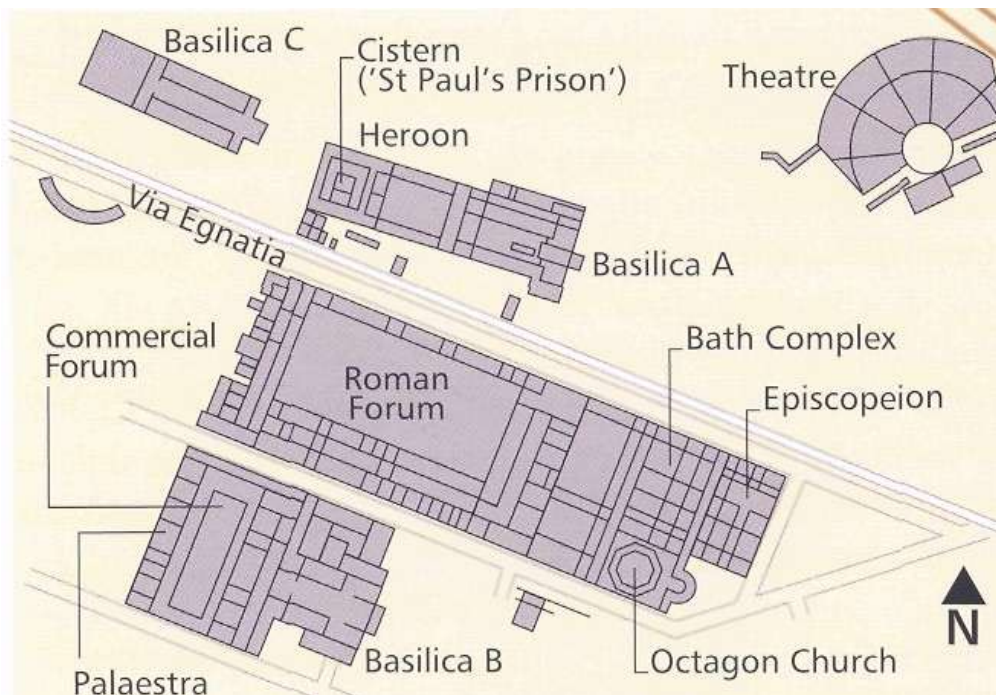 Basilica C
Cistern
('St Paul's Prison')
Heroon
Theatre
Via Egnatia
Basilica A
Commercial
Forum
Roman
Forum
Bath Complex
Episcopeion
N
Basilica B
Octagon Church
Palaestra